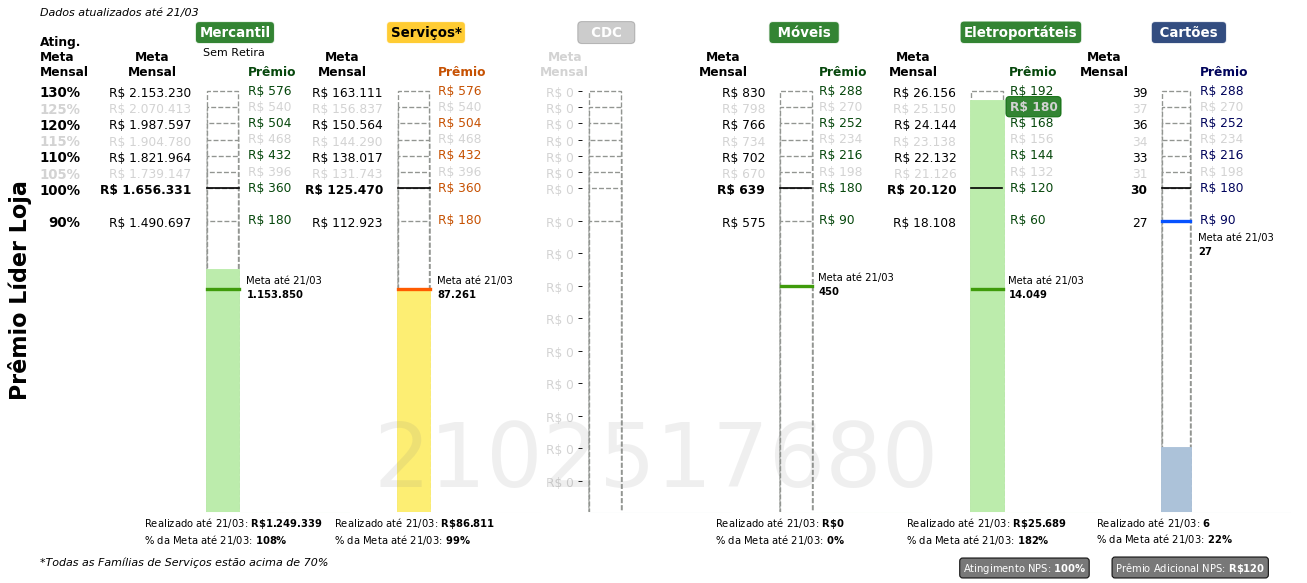 Dados atualizados até 21/03
Mercantil Serviços* CDC Móveis Eletroportáteis Cartões
Sem Retira
Ating. Meta Mensal Meta Mensal Prêmio Meta Mensal Prêmio Meta Mensal Meta Mensal Prêmio Meta Mensal Prêmio Meta Mensal Prêmio
130% R$ 2.153.230 R$ 576 R$ 163.111 R$ 576 R$ 0 R$ 830 R$ 288 R$ 26.156 R$ 192 39 R$ 288
125% R$ 2.070.413 R$ 540 R$ 156.837 R$ 540 R$ 0 R$ 798 R$ 270 R$ 25.150 R$ 180 37 R$ 270
120% R$ 1.987.597 R$ 504 R$ 150.564 R$ 504 R$ 0 R$ 766 R$ 252 R$ 24.144 R$ 168 36 R$ 252
115% R$ 1.904.780 R$ 468 R$ 144.290 R$ 468 R$ 0 R$ 734 R$ 234 R$ 23.138 R$ 156 34 R$ 234
110% R$ 1.821.964 R$ 432 R$ 138.017 R$ 432 R$ 0 R$ 702 R$ 216 R$ 22.132 R$ 144 33 R$ 216
105% R$ 1.739.147 R$ 396 R$ 131.743 R$ 396 R$ 0 R$ 670 R$ 198 R$ 21.126 R$ 132 31 R$ 198
100% R$ 1.656.331 R$ 360 R$ 125.470 R$ 360 R$ 0 R$ 639 R$ 180 R$ 20.120 R$ 120 30 R$ 180
90% R$ 1.490.697 R$ 180 R$ 112.923 R$ 180 R$ 0 R$ 575 R$ 90 R$ 18.108 R$ 60 27 R$ 90
Meta até 21/03
27
R$ 0
Meta até 21/03 Meta até 21/03 R$ 0 Meta até 21/03 Meta até 21/03
1.153.850 87.261 450 14.049
R$ 0
R$ 0
R$ 0
R$ 0
R$ 0
R$ 0
Prêmio Líder Loja
2102517680
Realizado até 21/03: R$1.249.339 Realizado até 21/03: R$86.811 Realizado até 21/03: R$0 Realizado até 21/03: R$25.689 Realizado até 21/03: 6
% da Meta até 21/03: 108% % da Meta até 21/03: 99% % da Meta até 21/03: 0% % da Meta até 21/03: 182% % da Meta até 21/03: 22%
*Todas as Famílias de Serviços estão acima de 70% Atingimento NPS: 100% Prêmio Adicional NPS: R$120